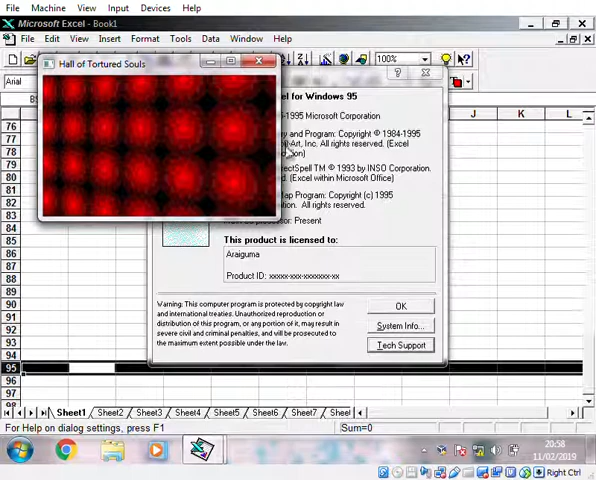 File Machine View Input Devices Help
Microsoft Excel - Book1
File Edit View Insert Format Tools Data Window Help
100%
Arial
Hall of Tortured Souls
J K L
el for Windows 95
-1995 Microsoft Corporation
ry and Program: Copyright © 1984-1995
-Art, Inc. All rights reserved. (Excel
ectSpell TM © 1993 by INSO Corporation.
ed. (Excel within Microsoft Office)
ap Program: Copyright (c) 1995
ation. All rights reserved.
processor: Present
This product is licensed to:
Araiguma
Product ID: xxxxx-xxx-xxxxxxx-xx
Warning: This computer program is protected by copyright law
and international treaties. Unauthorized reproduction or
distribution of this program, or any portion of it, may result in
severe civil and criminal penalties, and will be prosecuted to
the maximum extent possible under the law.
OK
System Info...
Tech Support
76
77
78
79
80
81
82
83
84
85
86
87
88
89
90
91
92
93
94
95
96
97
98
Sheet1 Sheet2 Sheet3 Sheet4 Sheet5 Sheet6 Sheet7 Sheet
For Help on dialog settings, press F1
Sum=0
20:58
11/02/2019
Right Ctrl